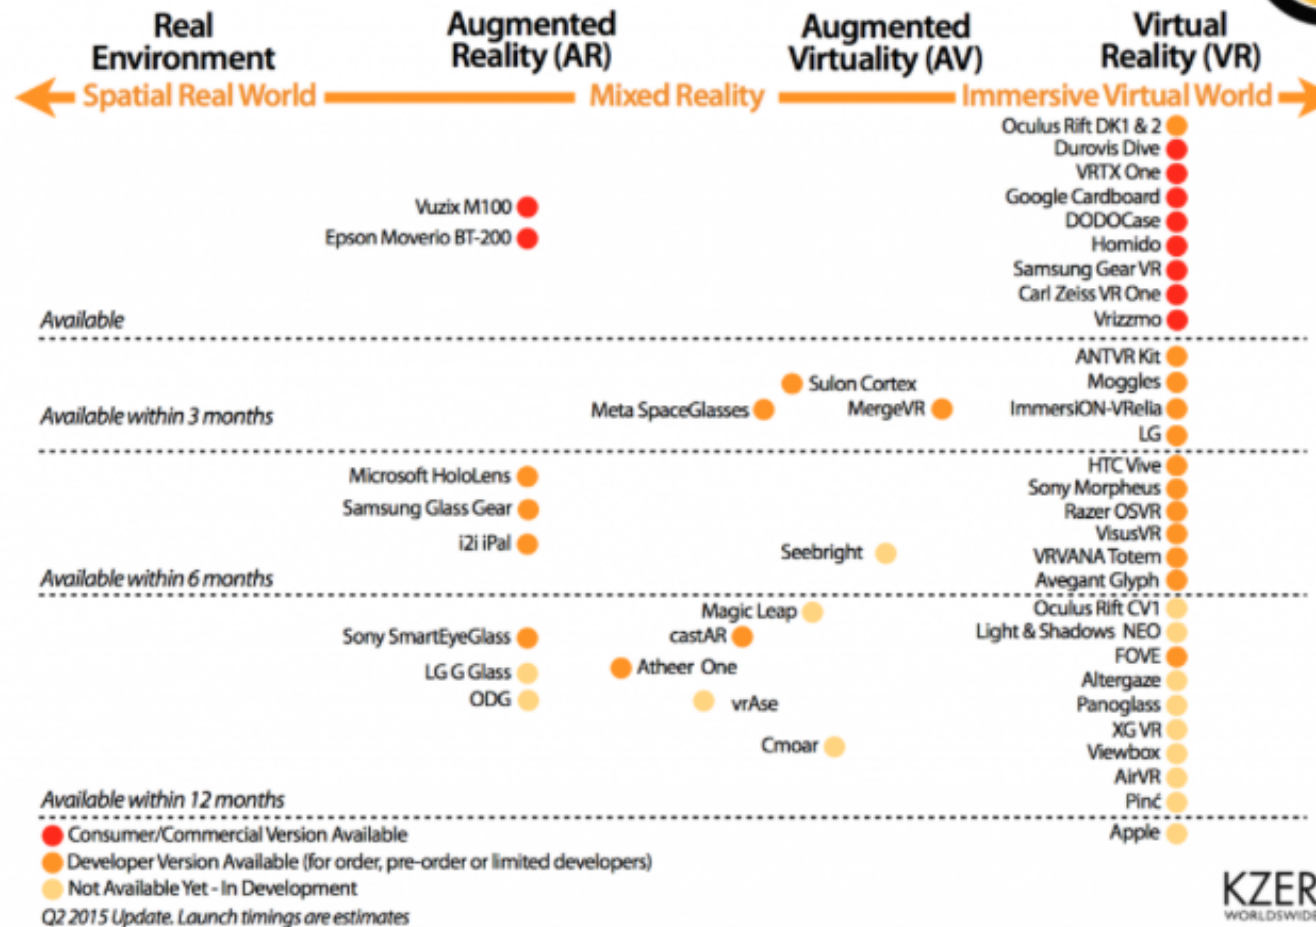 Real Environment
Augmented Reality (AR)
Augmented Virtuality (AV)
Virtual Reality (VR)
Spatial Real World
Mixed Reality
Immersive Virtual World
Oculus Rift DK1 & 2
Durovis Dive
VRTX One
Google Cardboard
DODOCase
Homido
Samsung Gear VR
Carl Zeiss VR One
Vrizzmo
Vuzix M100
Epson Moverio BT-200
Available
ANTVR Kit
Moggles
ImmersiON-VRelia
LG
Sulon Cortex
Meta SpaceGlasses
MergeVR
Available within 3 months
Microsoft HoloLens
Samsung Glass Gear
i2i iPal
Seebright
HTC Vive
Sony Morpheus
Razer OSVR
VisusVR
VRVANA Totem
Avegant Glyph
Available within 6 months
Magic Leap
Sony SmartEyeGlass
castAR
LG G Glass
Atheer One
ODG
vrAse
Cmoar
Oculus Rift CV1
Light & Shadows NEO
FOVE
Altergaze
Panoglass
XG VR
Viewbox
AirVR
Pinć
Available within 12 months
Apple
Consumer/Commercial Version Available
Developer Version Available (for order, pre-order or limited developers)
Not Available Yet - In Development
Q2 2015 Update. Launch timings are estimates
KZER
WORLDSWIDE